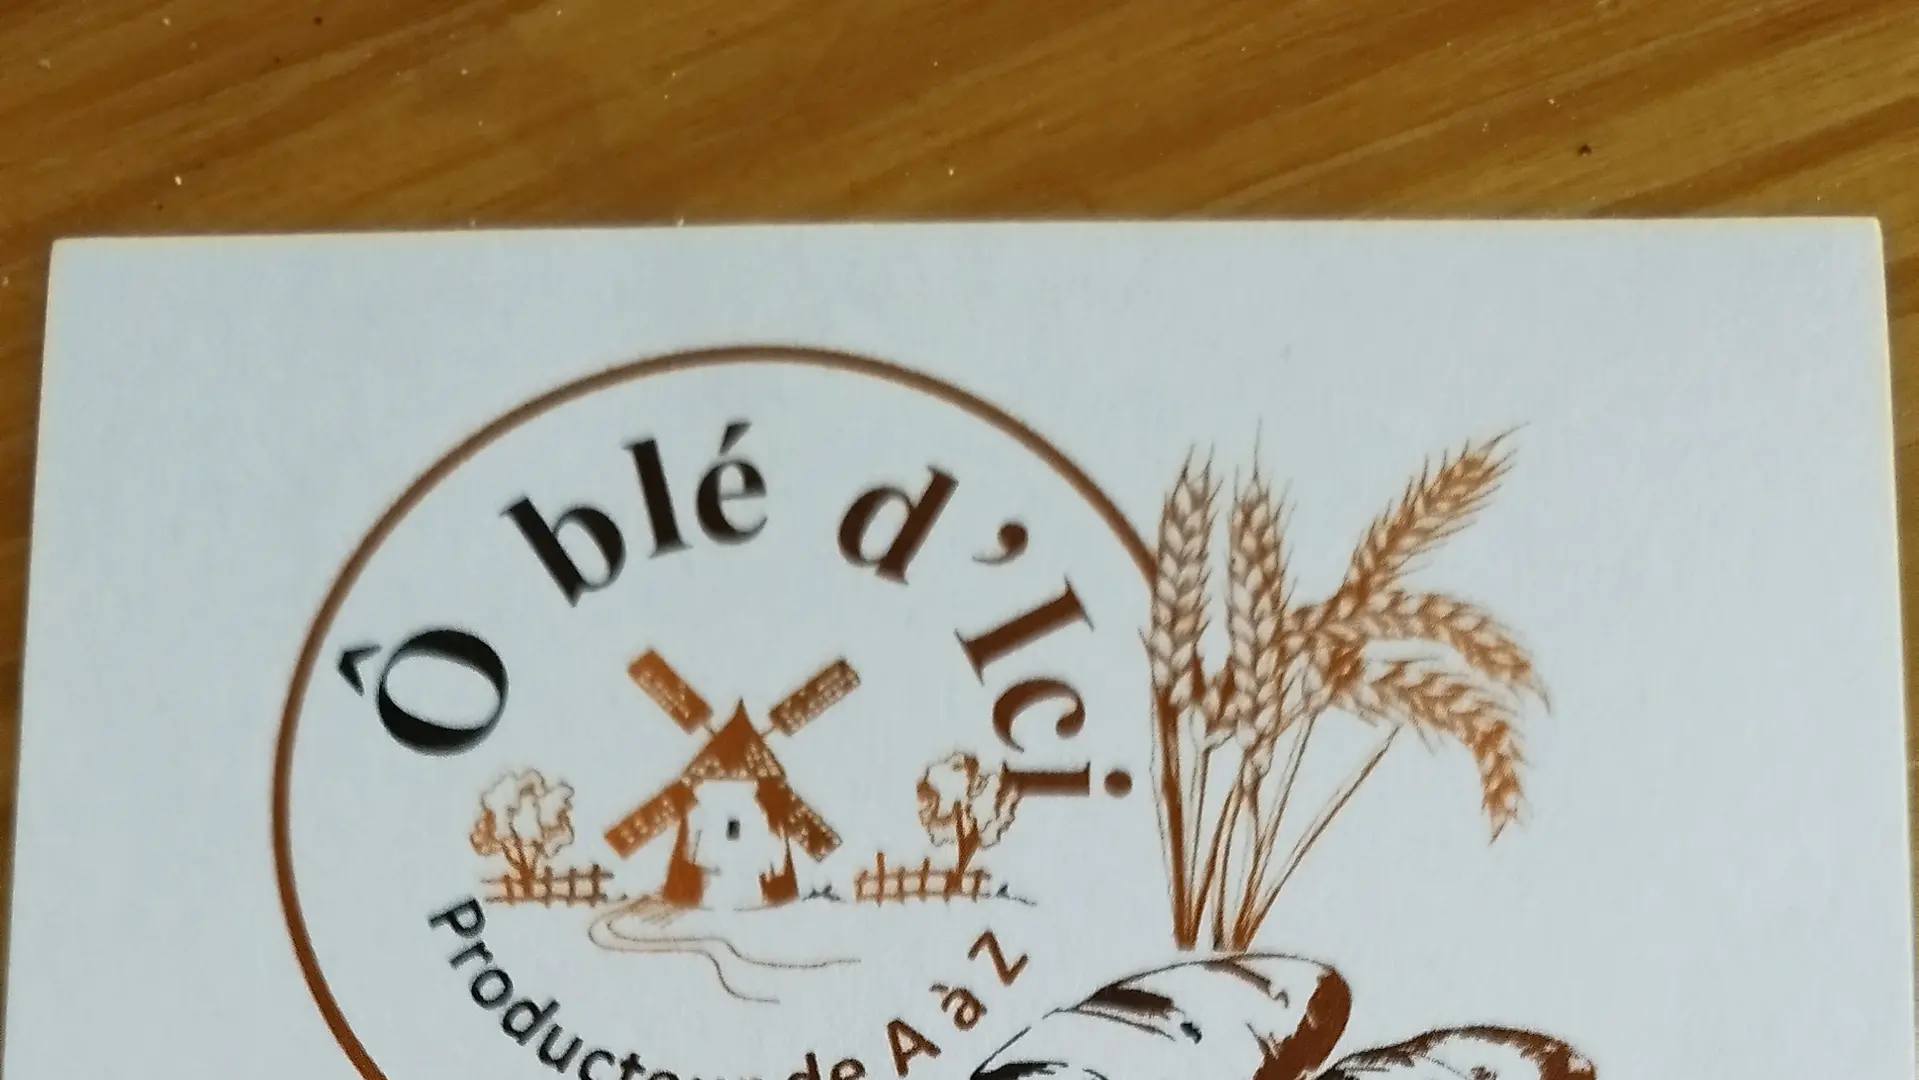 Ô blé d'Ici
Producteur de A à Z